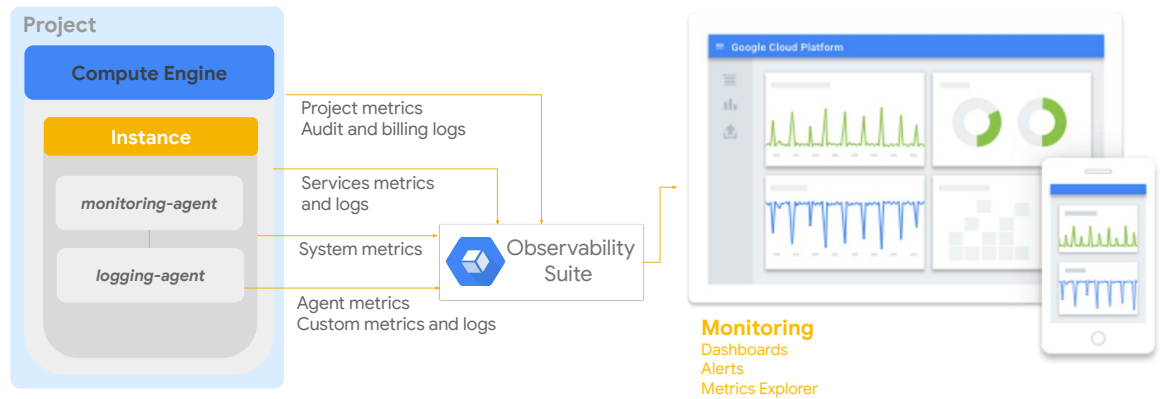 Project
Compute Engine
Instance
monitoring-agent
logging-agent
Project metrics
Audit and billing logs
Services metrics
and logs
System metrics
Agent metrics
Custom metrics and logs
Observability
Suite
Google Cloud Platform
Monitoring
Dashboards
Alerts
Metrics Explorer